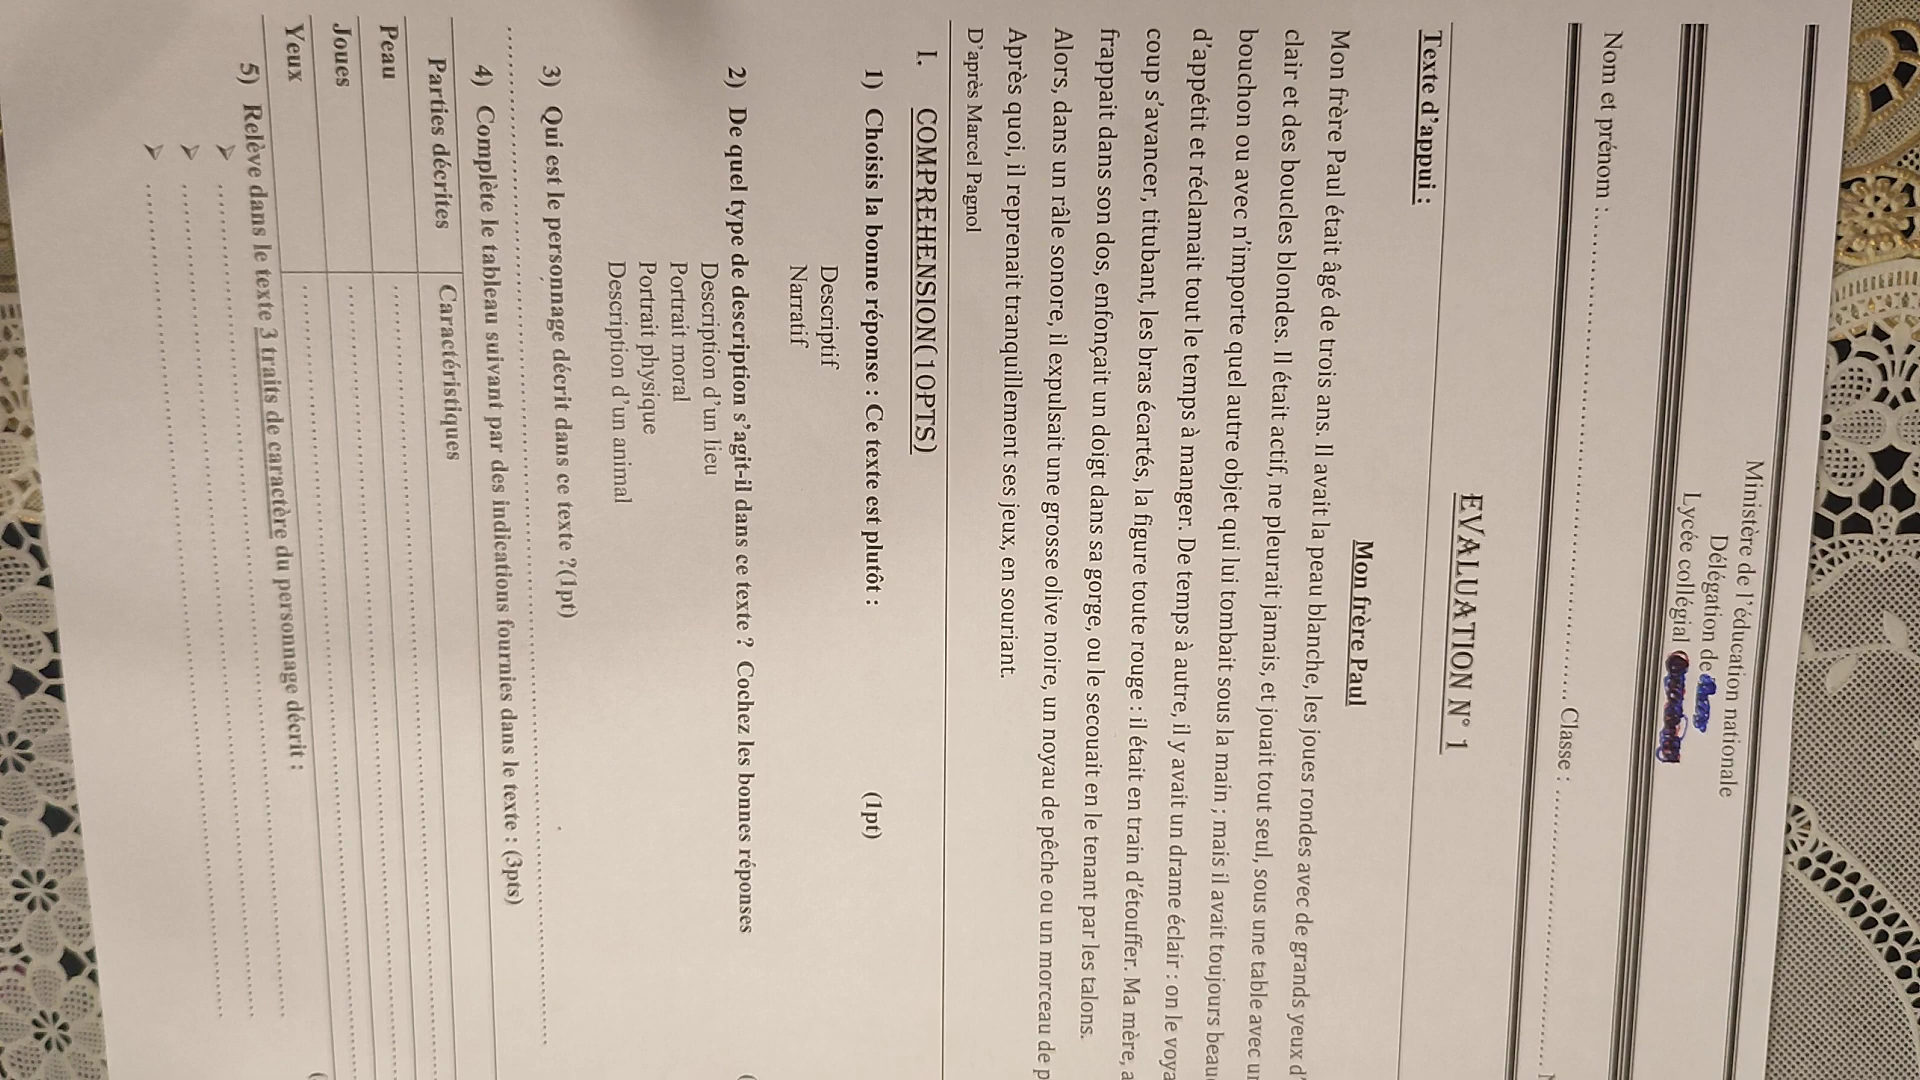 Ministère de l'éducation nationale
Délégation de
Lycée collégial
Nom et prénom :.......................................................... Classe : ..............................
EVALUATION N° 1
Texte d'appui :
Mon frère Paul
Mon frère Paul était âgé de trois ans. Il avait la peau blanche, les joues rondes avec de grands yeux d'
clair et des boucles blondes. Il était actif, ne pleurait jamais, et jouait tout seul, sous une table avec
bouchon ou avec n'importe quel autre objet qui lui tombait sous la main ; mais il avait toujours
d'appétit et réclamait tout le temps à manger. De temps à autre, il y avait un drame éclair : on le
coup s'avancer, titubant, les bras écartés, la figure toute rouge : il était en train d'étouffer. Ma mère,
frappait dans son dos, enfonçait un doigt dans sa gorge, ou le secouait en le tenant par les talons.
Alors, dans un râle sonore, il expulsait une grosse olive noire, un noyau de pêche ou un morceau de
Après quoi, il reprenait tranquillement ses jeux, en souriant.
D'après Marcel Pagnol
I. COMPREHENSION(10PTS)
1) Choisis la bonne réponse : Ce texte est plutôt : (1pt)
Descriptif
Narratif
2) De quel type de description s'agit-il dans ce texte ? Cochez les bonnes réponses
Description d'un lieu
Portrait moral
Portrait physique
Description d'un animal
3) Qui est le personnage décrit dans ce texte ?(1pt)
..............................................................................
4) Complète le tableau suivant par des indications fournies dans le texte : (3pts)
Parties décrites Caractéristiques
Peau ..............................................................
Joues ..............................................................
Yeux ..............................................................
5) Relève dans le texte 3 traits de caractère du personnage décrit :
➢ ..............................................................
➢ ..............................................................
➢ ..............................................................